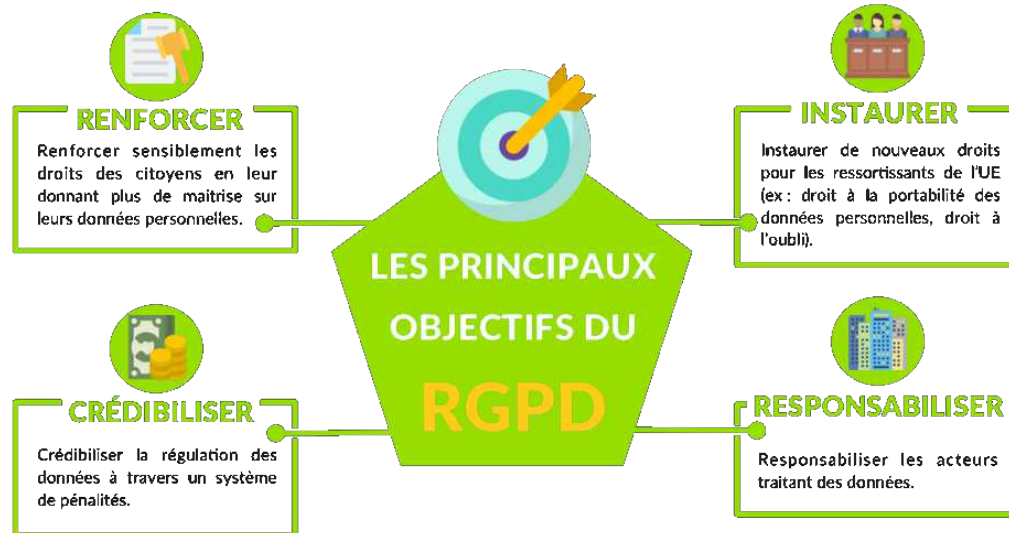 RENFORCER
Renforcer sensiblement les
droits des citoyens en leur
donnant plus de maitrise sur
leurs données personnelles.
INSTAURER
Instaurer de nouveaux droits
pour les ressortissants de l'UE
(ex : droit à la portabilité des
données personnelles, droit à
l'oubli).
LES PRINCIPAUX
OBJECTIFS DU
RGPD
CRÉDIBILISER
Crédibiliser la régulation des
données à travers un système
de pénalités.
RESPONSABILISER
Responsabiliser les acteurs
traitant des données.